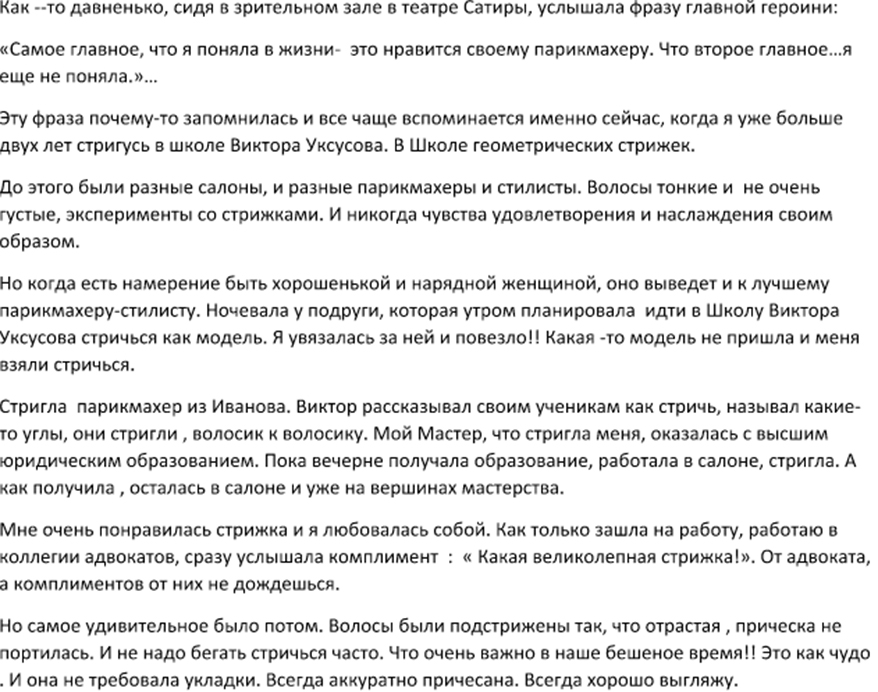 Как --то давненько, сидя в зрительном зале в театре Сатиры, услышала фразу главной героини:
«Самое главное, что я поняла в жизни-  это нравится своему парикмахеру. Что второе главное…я
еще не поняла.»…
Эту фраза почему-то запомнилась и все чаще вспоминается именно сейчас, когда я уже больше
двух лет стригусь в школе Виктора Уксусова. В Школе геометрических стрижек.
До этого были разные салоны, и разные парикмахеры и стилисты. Волосы тонкие и  не очень
густые, эксперименты со стрижками. И никогда чувства удовлетворения и наслаждения своим
образом.
Но когда есть намерение быть хорошенькой и нарядной женщиной, оно выведет и к лучшему
парикмахеру-стилисту. Ночевала у подруги, которая утром планировала  идти в Школу Виктора
Уксусова стричься как модель. Я увязалась за ней и повезло!! Какая -то модель не пришла и меня
взяли стричься.
Стригла  парикмахер из Иванова. Виктор рассказывал своим ученикам как стричь, называл какие-
то углы, они стригли , волосик к волосику. Мой Мастер, что стригла меня, оказалась с высшим
юридическим образованием. Пока вечерне получала образование, работала в салоне, стригла. А
как получила , осталась в салоне и уже на вершинах мастерства.
Мне очень понравилась стрижка и я любовалась собой. Как только зашла на работу, работаю в
коллегии адвокатов, сразу услышала комплимент  :  « Какая великолепная стрижка!». От адвоката,
а комплиментов от них не дождешься.
Но самое удивительное было потом. Волосы были подстрижены так, что отрастая , прическа не
портилась. И не надо бегать стричься часто. Что очень важно в наше бешеное время!! Это как чудо
. И она не требовала укладки. Всегда аккуратно причесана. Всегда хорошо выгляжу.